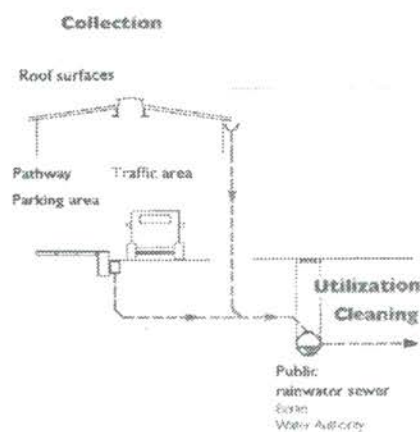 Collection
Roof surfaces
Pathway
Traffic area
Parking area
Utilization
Cleaning
Public
rainwater sewer
Water Authority